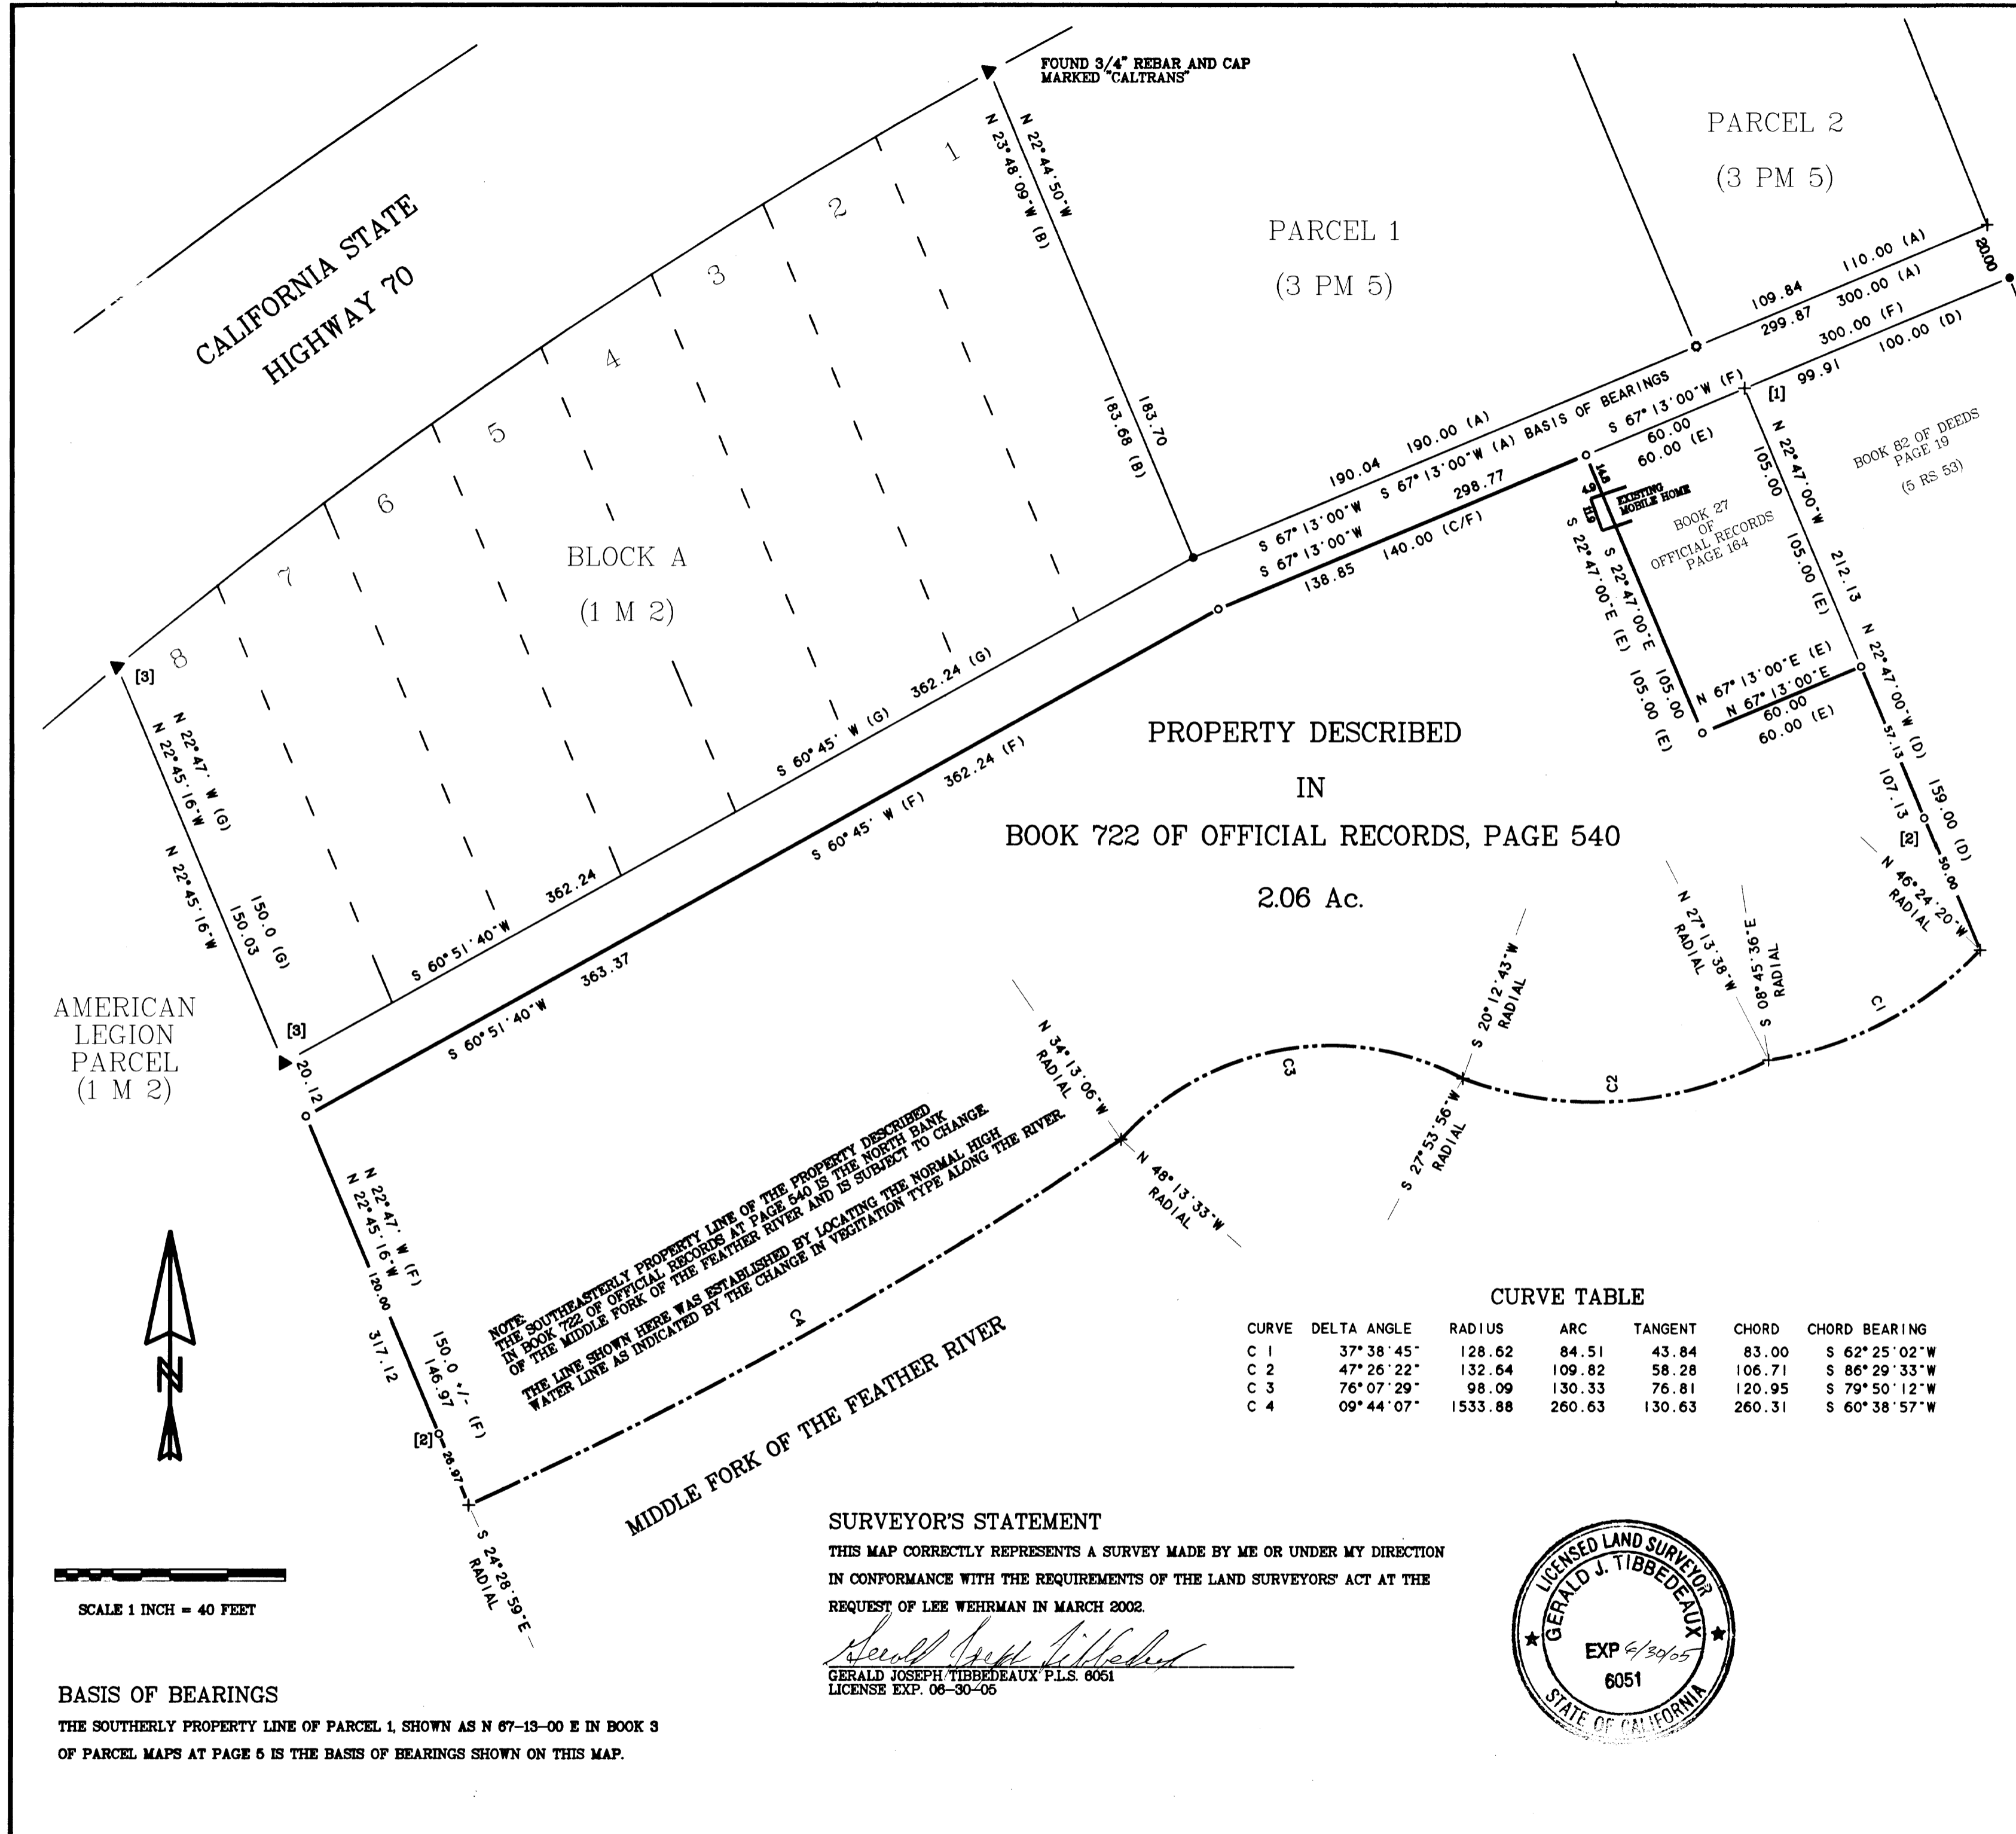 FOUND 3/4" REBAR AND CAP
MARKED "CALTRANS"
CALIFORNIA STATE
HIGHWAY 70
1
2
3
4
5
6
7
8
N 22°44'50"W
N 23°48'09"W (B)
183.70
183.68 (B)
PARCEL 1
(3 PM 5)
PARCEL 2
(3 PM 5)
109.84 110.00 (A)
299.87 300.00 (A)
300.00 (F)
99.91 100.00 (D)
20.00
[1]
190.04 190.00 (A)
S 67°13'00"W S 67°13'00"W (A) BASIS OF BEARINGS
S 67°13'00"W 298.77
138.85 140.00 (C/F)
S 67°13'00"W (F)
60.00
60.00 (E)
14.5
4.9
11.9
EXISTING
MOBILE HOME
BOOK 27
OF
OFFICIAL RECORDS
PAGE 164
BOOK 82 OF DEEDS
PAGE 19
(5 RS 53)
N 22°47'00"W 212.13 N 22°47'00"W (D)
105.00 105.00 (E)
S 22°47'00"E 105.00
S 22°47'00"E (E) 105.00 (E)
N 67°13'00"E (E)
N 67°13'00"E
60.00
60.00 (E)
57.13
107.13 159.00 (D)
[2]
50.00
BLOCK A
(1 M 2)
S 60°45' W (G) 362.24 (G)
S 60°51'40"W 362.24
S 60°45' W (F) 362.24 (F)
S 60°51'40"W 363.37
[3]
N 22°47' W (G)
N 22°45'16"W
N 22°45'16"W
150.0 (G)
150.03
[3]
20.12
AMERICAN
LEGION
PARCEL
(1 M 2)
PROPERTY DESCRIBED
IN
BOOK 722 OF OFFICIAL RECORDS, PAGE 540
2.06 Ac.
N 46°24'20"W
RADIAL
N 27°13'38"W
RADIAL
S 08°45'36"E
RADIAL
S 20°12'43"W
RADIAL
S 27°53'56"W
RADIAL
N 34°13'06"W
RADIAL
N 48°13'33"W
RADIAL
C1
C2
C3
C4
N 22°47' W (F)
N 22°45'16"W
120.00
317.12
150.0 +/- (F)
146.97
[2]
26.97
S 24°28'59"E
RADIAL
NOTE:
THE SOUTHEASTERLY PROPERTY LINE OF THE PROPERTY DESCRIBED
IN BOOK 722 OF OFFICIAL RECORDS AT PAGE 540 IS THE NORTH BANK
OF THE MIDDLE FORK OF THE FEATHER RIVER AND IS SUBJECT TO CHANGE.
THE LINE SHOWN HERE WAS ESTABLISHED BY LOCATING THE NORMAL HIGH
WATER LINE AS INDICATED BY THE CHANGE IN VEGITATION TYPE ALONG THE RIVER.
MIDDLE FORK OF THE FEATHER RIVER
N
SCALE 1 INCH = 40 FEET
CURVE TABLE
CURVE DELTA ANGLE RADIUS ARC TANGENT CHORD CHORD BEARING
C 1 37°38'45" 128.62 84.51 43.84 83.00 S 62°25'02"W
C 2 47°26'22" 132.64 109.82 58.28 106.71 S 86°29'33"W
C 3 76°07'29" 98.09 130.33 76.81 120.95 S 79°50'12"W
C 4 09°44'07" 1533.88 260.63 130.63 260.31 S 60°38'57"W
SURVEYOR'S STATEMENT
THIS MAP CORRECTLY REPRESENTS A SURVEY MADE BY ME OR UNDER MY DIRECTION
IN CONFORMANCE WITH THE REQUIREMENTS OF THE LAND SURVEYORS' ACT AT THE
REQUEST OF LEE WEHRMAN IN MARCH 2002.
Gerald Joseph Tibbedeaux
GERALD JOSEPH TIBBEDEAUX P.L.S. 6051
LICENSE EXP. 06-30-05
LICENSED LAND SURVEYOR
GERALD J. TIBBEDEAUX
EXP 6/30/05
6051
STATE OF CALIFORNIA
BASIS OF BEARINGS
THE SOUTHERLY PROPERTY LINE OF PARCEL 1, SHOWN AS N 67-13-00 E IN BOOK 3
OF PARCEL MAPS AT PAGE 5 IS THE BASIS OF BEARINGS SHOWN ON THIS MAP.